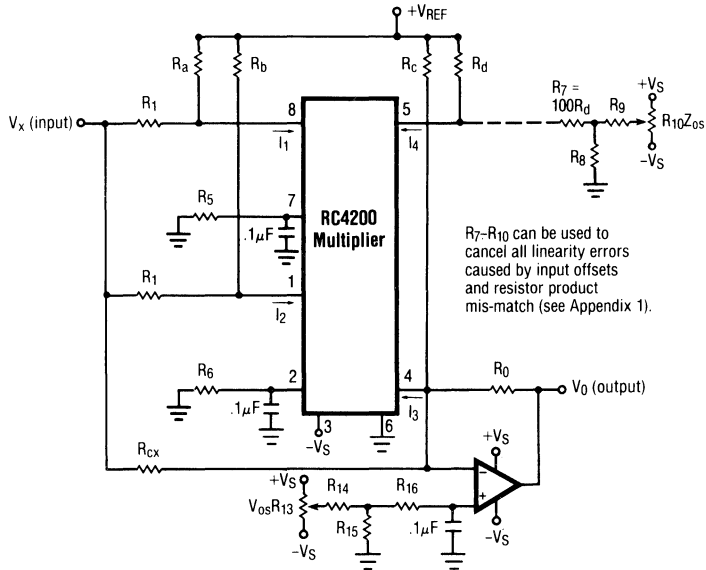 +VREF
Ra
Rb
Rc
Rd
R7 =
100Rd
R9
+VS
R10Zos
–VS
R8
Vx (input)
R1
8
I1
5
I4
R5
7
.1μF
RC4200
Multiplier
R7–R10 can be used to
cancel all linearity errors
caused by input offsets
and resistor product
mis-match (see Appendix 1).
R1
1
I2
R6
2
.1μF
4
I3
R0
V0 (output)
3
–VS
6
Rcx
+VS
VosR13
–VS
R14
R15
R16
.1μF
+VS
–
+
–VS